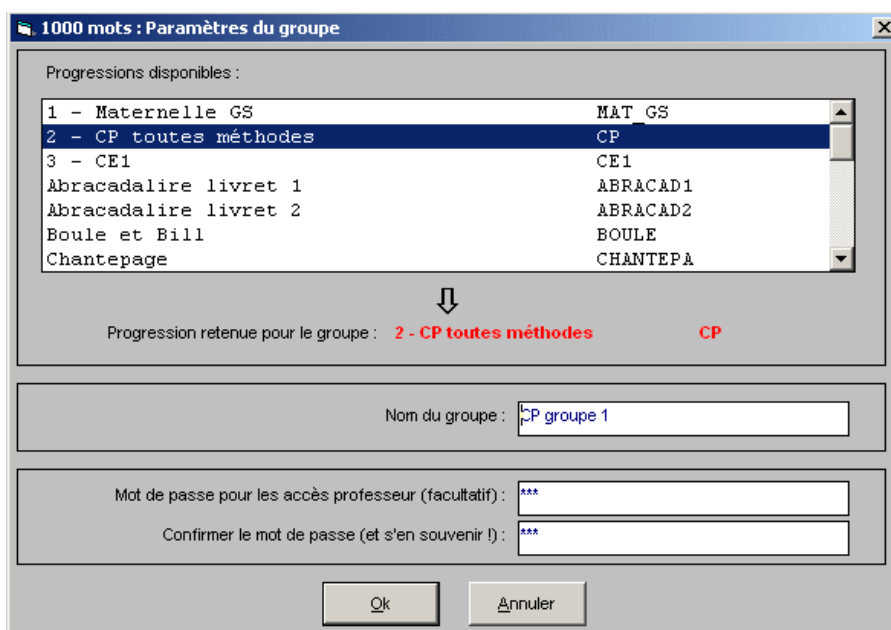 1000 mots : Paramètres du groupe
Progressions disponibles :
1 - Maternelle GS MAT_GS
2 - CP toutes méthodes CP
3 - CE1 CE1
Abracadalire livret 1 ABRACAD1
Abracadalire livret 2 ABRACAD2
Boule et Bill BOULE
Chantepage CHANTEPA
Progression retenue pour le groupe : 2 - CP toutes méthodes CP
Nom du groupe : CP groupe 1
Mot de passe pour les accès professeur (facultatif) : ***
Confirmer le mot de passe (et s'en souvenir !) : ***
Ok Annuler